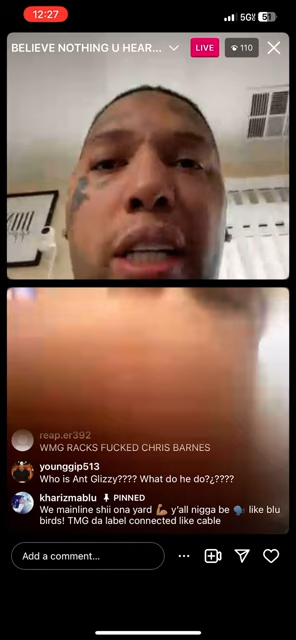 12:27
5G
51
BELIEVE NOTHING U HEAR...
LIVE
110
reap.er392
WMG RACKS FUCKED CHRIS BARNES
younggip513
Who is Ant Glizzy???? What do he do?¿????
kharizmablu PINNED
We mainline shii ona yard 💪🏽 y'all nigga be 🗣️ like blu
birds! TMG da label connected like cable
Add a comment...